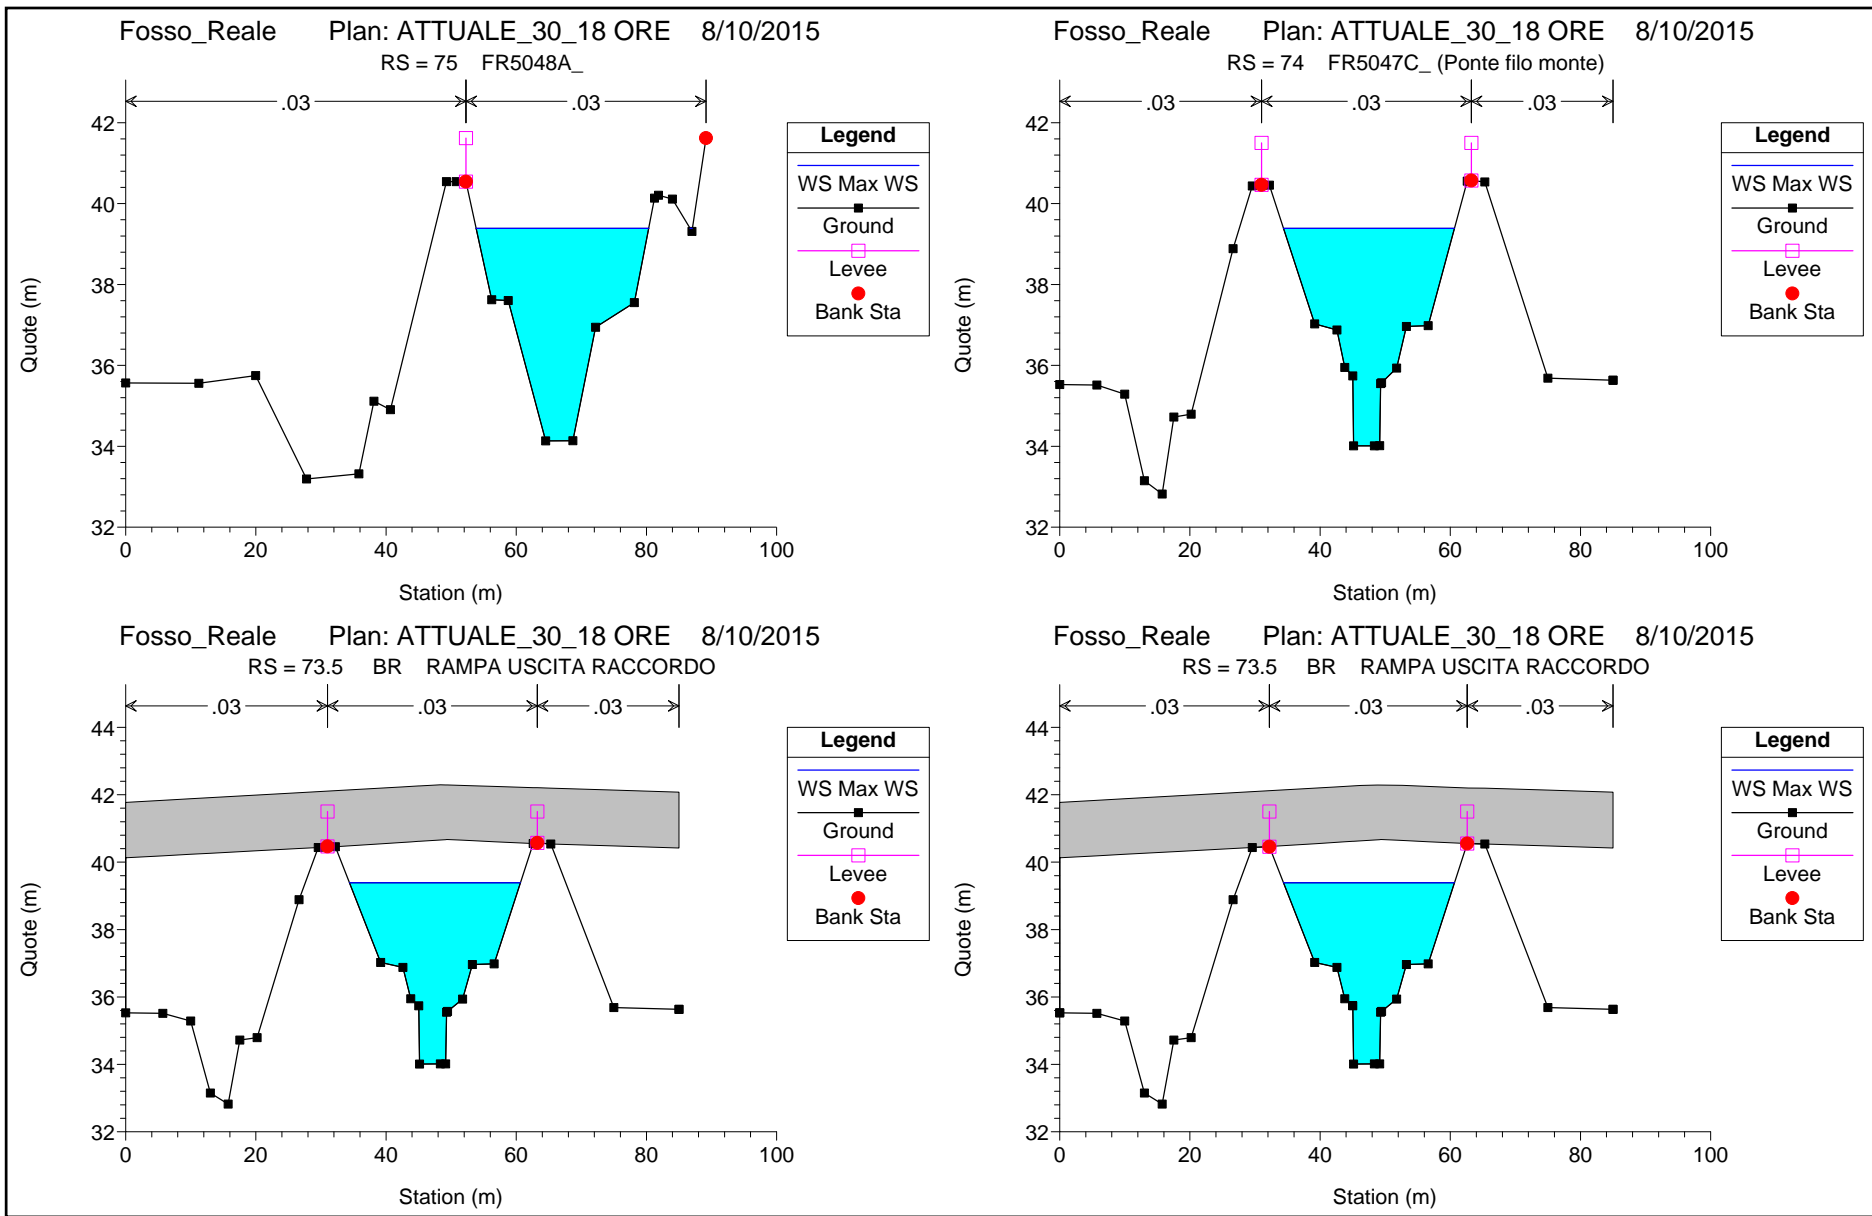 Fosso_Reale Plan: ATTUALE_30_18 ORE 8/10/2015
RS = 75 FR5048A_
.03 .03
42
40
38
36
34
32
0 20 40 60 80 100
Quote (m)
Station (m)
Legend
WS Max WS
Ground
Levee
Bank Sta
Fosso_Reale Plan: ATTUALE_30_18 ORE 8/10/2015
RS = 74 FR5047C_ (Ponte filo monte)
.03 .03 .03
42
40
38
36
34
32
0 20 40 60 80 100
Quote (m)
Station (m)
Legend
WS Max WS
Ground
Levee
Bank Sta
Fosso_Reale Plan: ATTUALE_30_18 ORE 8/10/2015
RS = 73.5 BR RAMPA USCITA RACCORDO
.03 .03 .03
44
42
40
38
36
34
32
0 20 40 60 80 100
Quote (m)
Station (m)
Legend
WS Max WS
Ground
Levee
Bank Sta
Fosso_Reale Plan: ATTUALE_30_18 ORE 8/10/2015
RS = 73.5 BR RAMPA USCITA RACCORDO
.03 .03 .03
44
42
40
38
36
34
32
0 20 40 60 80 100
Quote (m)
Station (m)
Legend
WS Max WS
Ground
Levee
Bank Sta